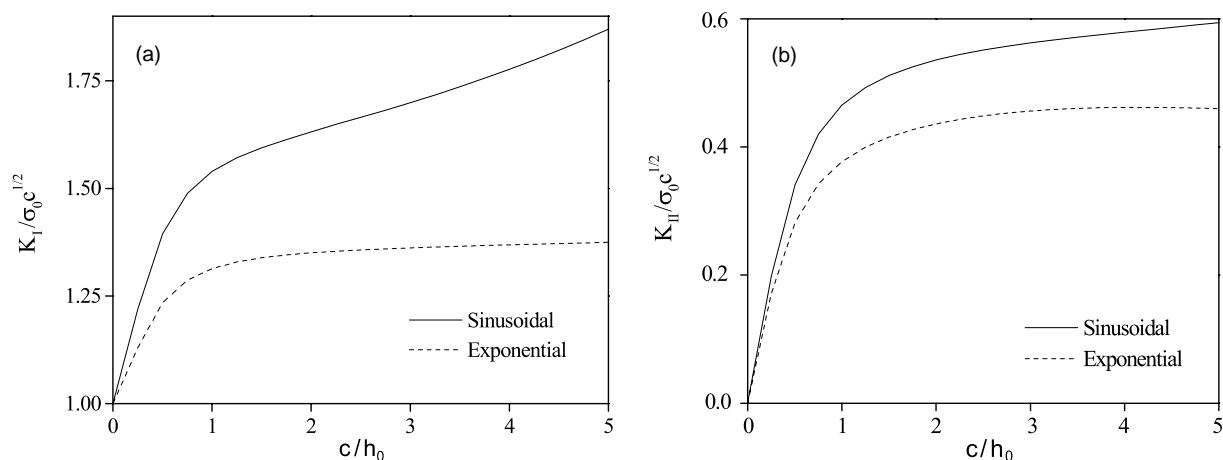 (a)
1.75
1.50
1.25
1.00
K_I/σ_0c^{1/2}
Sinusoidal
Exponential
0 1 2 3 4 5
c/h_0
(b)
0.6
0.4
0.2
0.0
K_{II}/σ_0c^{1/2}
Sinusoidal
Exponential
0 1 2 3 4 5
c/h_0